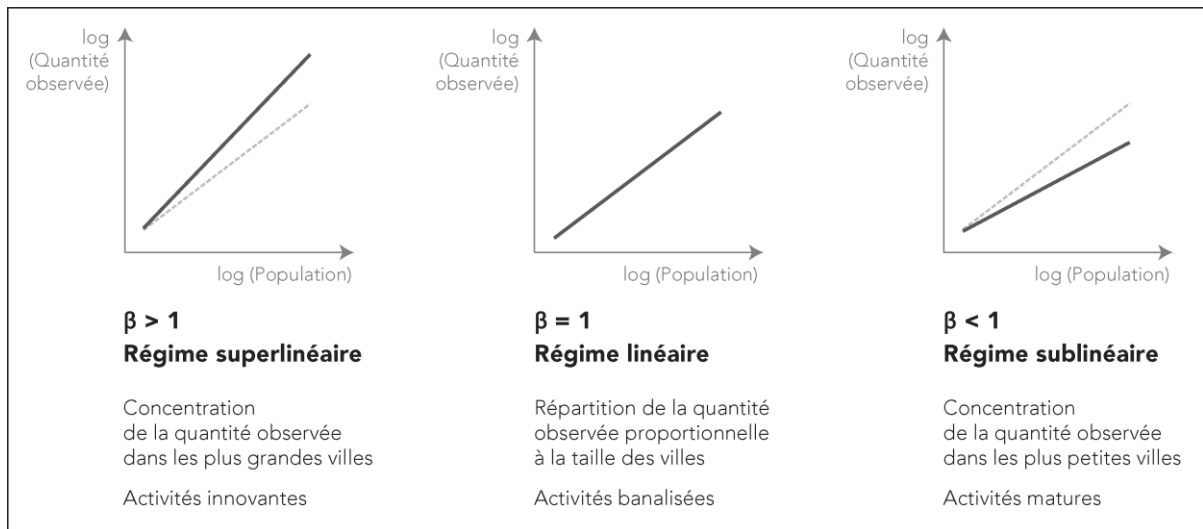 log
(Quantité
observée)
log (Population)
β > 1
Régime superlinéaire
Concentration
de la quantité observée
dans les plus grandes villes
Activités innovantes
log
(Quantité
observée)
log (Population)
β = 1
Régime linéaire
Répartition de la quantité
observée proportionnelle
à la taille des villes
Activités banalisées
log
(Quantité
observée)
log (Population)
β < 1
Régime sublinéaire
Concentration
de la quantité observée
dans les plus petites villes
Activités matures